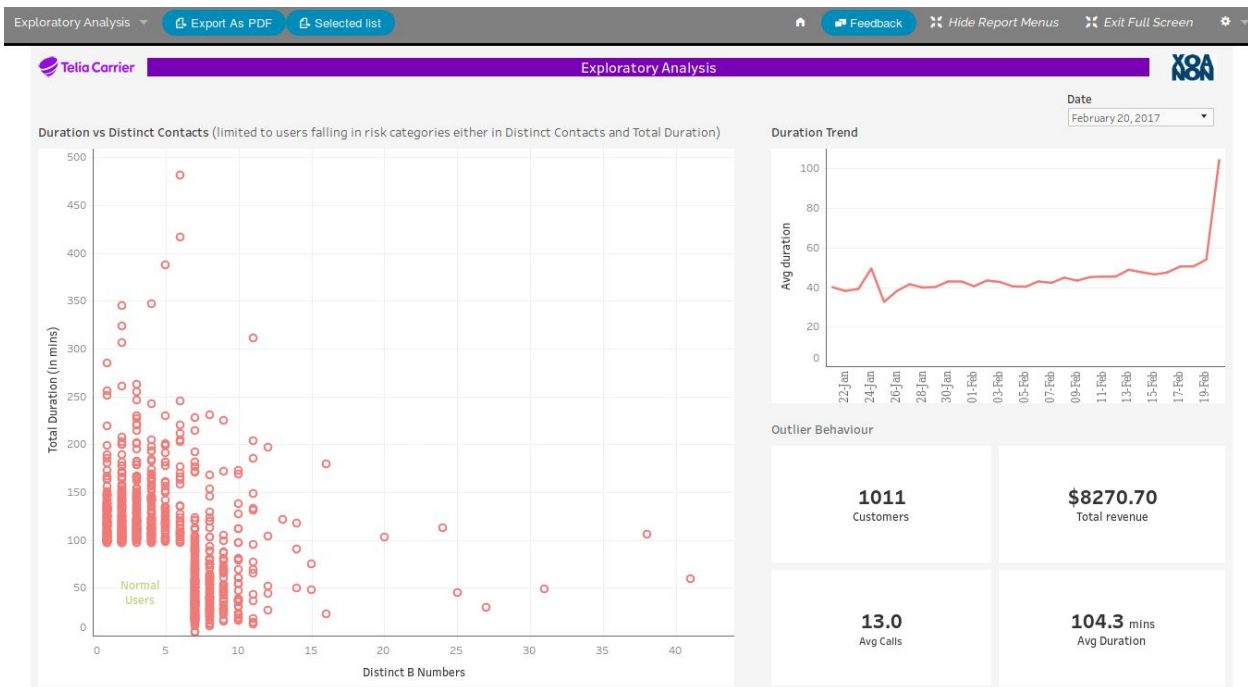 Exploratory Analysis
Export As PDF
Selected list
Feedback
Hide Report Menus
Exit Full Screen
Telia Carrier
Exploratory Analysis
XOA
NON
Date
February 20, 2017
Duration vs Distinct Contacts (limited to users falling in risk categories either in Distinct Contacts and Total Duration)
500
450
400
350
300
250
200
150
100
50
0
Total Duration (in mins)
Normal
Users
0 5 10 15 20 25 30 35 40
Distinct B Numbers
Duration Trend
100
80
60
40
20
0
Avg duration
22-Jan 24-Jan 26-Jan 28-Jan 30-Jan 01-Feb 03-Feb 05-Feb 07-Feb 09-Feb 11-Feb 13-Feb 15-Feb 17-Feb 19-Feb
Outlier Behaviour
1011
Customers
$8270.70
Total revenue
13.0
Avg Calls
104.3 mins
Avg Duration